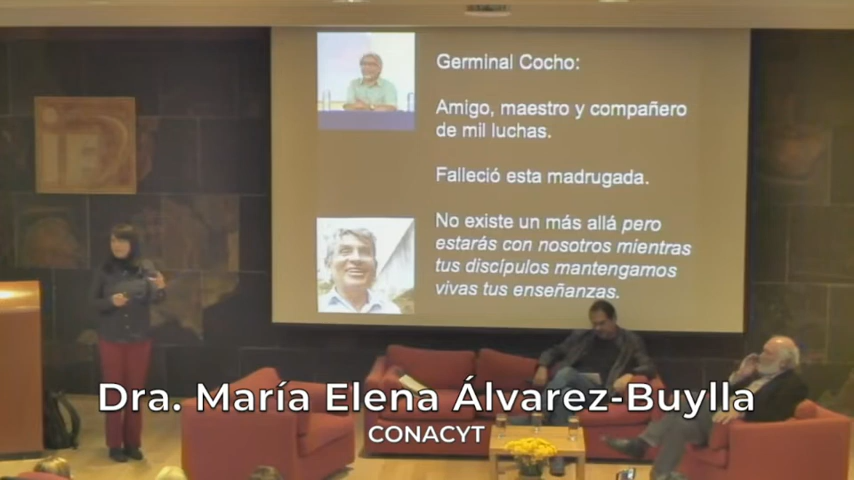 Germinal Cocho:
Amigo, maestro y compañero
de mil luchas.
Falleció esta madrugada.
No existe un más allá pero
estarás con nosotros mientras
tus discípulos mantengamos
vivas tus enseñanzas.
Dra. María Elena Álvarez-Buylla
CONACYT